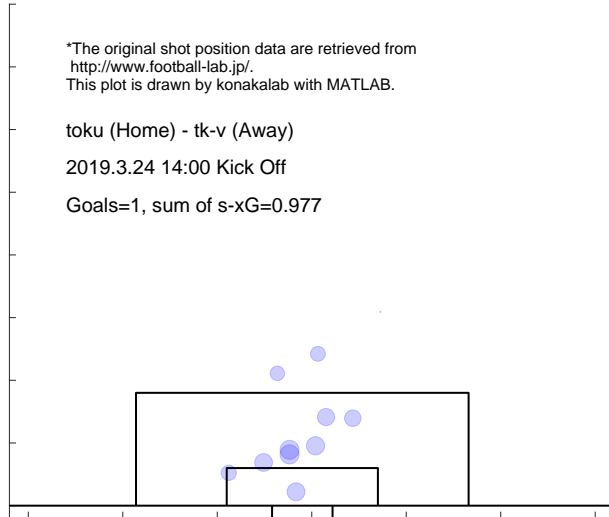 *The original shot position data are retrieved from
http://www.football-lab.jp/.
This plot is drawn by konakalab with MATLAB.
toku (Home) - tk-v (Away)
2019.3.24 14:00 Kick Off
Goals=1, sum of s-xG=0.977